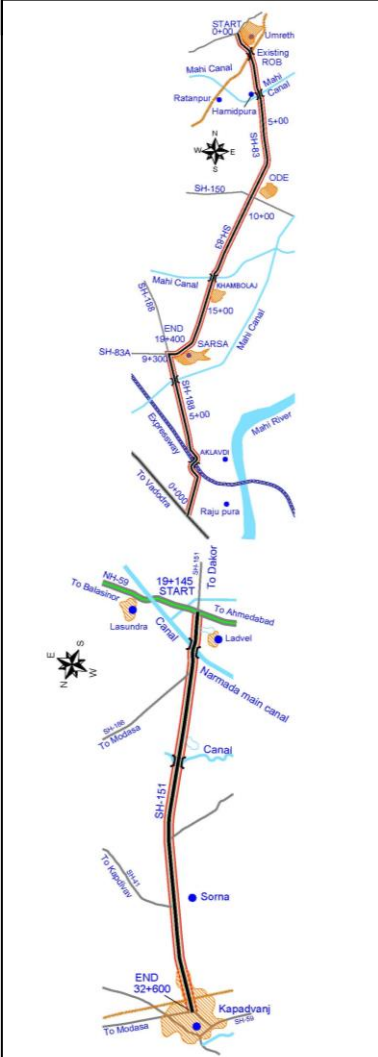 START
0+00
Umreth
Existing
ROB
Mahi Canal
Mahi
Canal
Ratanpur
Hamidpura
5+00
N
W E
S
SH-83
ODE
SH-150
10+00
SH-83
Mahi Canal
KHAMBOLAJ
SH-188
15+00
Mahi Canal
END
19+400
SARSA
SH-83A
9+300
SH-188
5+00
Expressway
AKLAVDI
Mahi River
0+000
To Vadodra
Raju pura
SH-151
To Dakor
19+145
START
NH-59
To Balasinor
To Ahmedabad
Lasundra
Canal
Ladvel
E S
N W
Narmada main canal
To Modasa
Canal
SH-151
To Kapdivav
SH-41
Sorna
END
32+600
Kapadvanj
To Modasa
SH-59